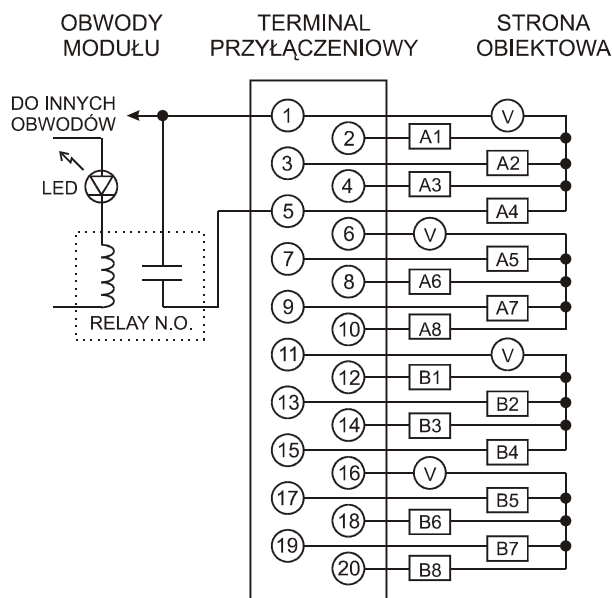 OBWODY
MODUŁU
TERMINAL
PRZYŁĄCZENIOWY
STRONA
OBIEKTOWA
DO INNYCH
OBWODÓW
LED
RELAY N.O.
1 V
2 A1
3 A2
4 A3
5 A4
6 V
7 A5
8 A6
9 A7
10 A8
11 V
12 B1
13 B2
14 B3
15 B4
16 V
17 B5
18 B6
19 B7
20 B8